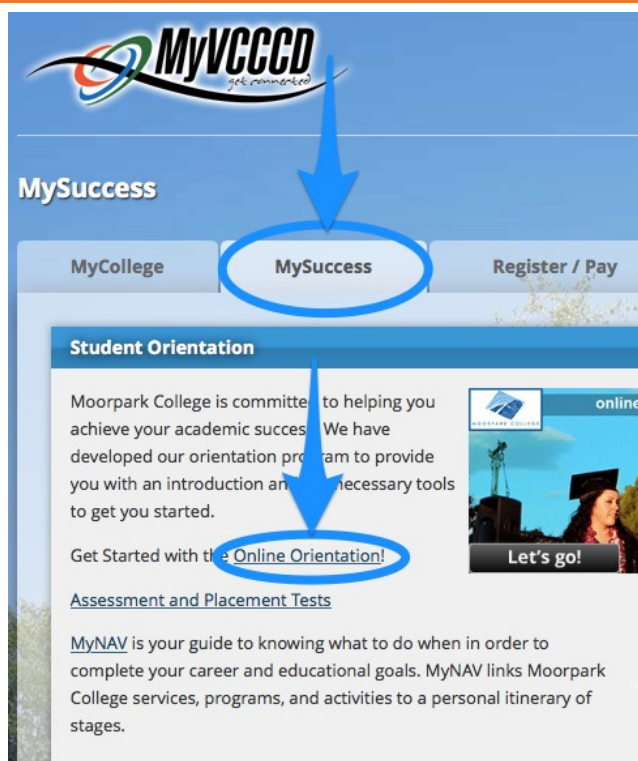 MyVCCCD
get connected
MySuccess
MyCollege MySuccess Register / Pay
Student Orientation
Moorpark College is committed to helping you
achieve your academic success. We have
developed our orientation program to provide
you with an introduction and necessary tools
to get you started.
online
MOORPARK COLLEGE
Let's go!
Get Started with the Online Orientation!
Assessment and Placement Tests
MyNAV is your guide to knowing what to do when in order to
complete your career and educational goals. MyNAV links Moorpark
College services, programs, and activities to a personal itinerary of
stages.